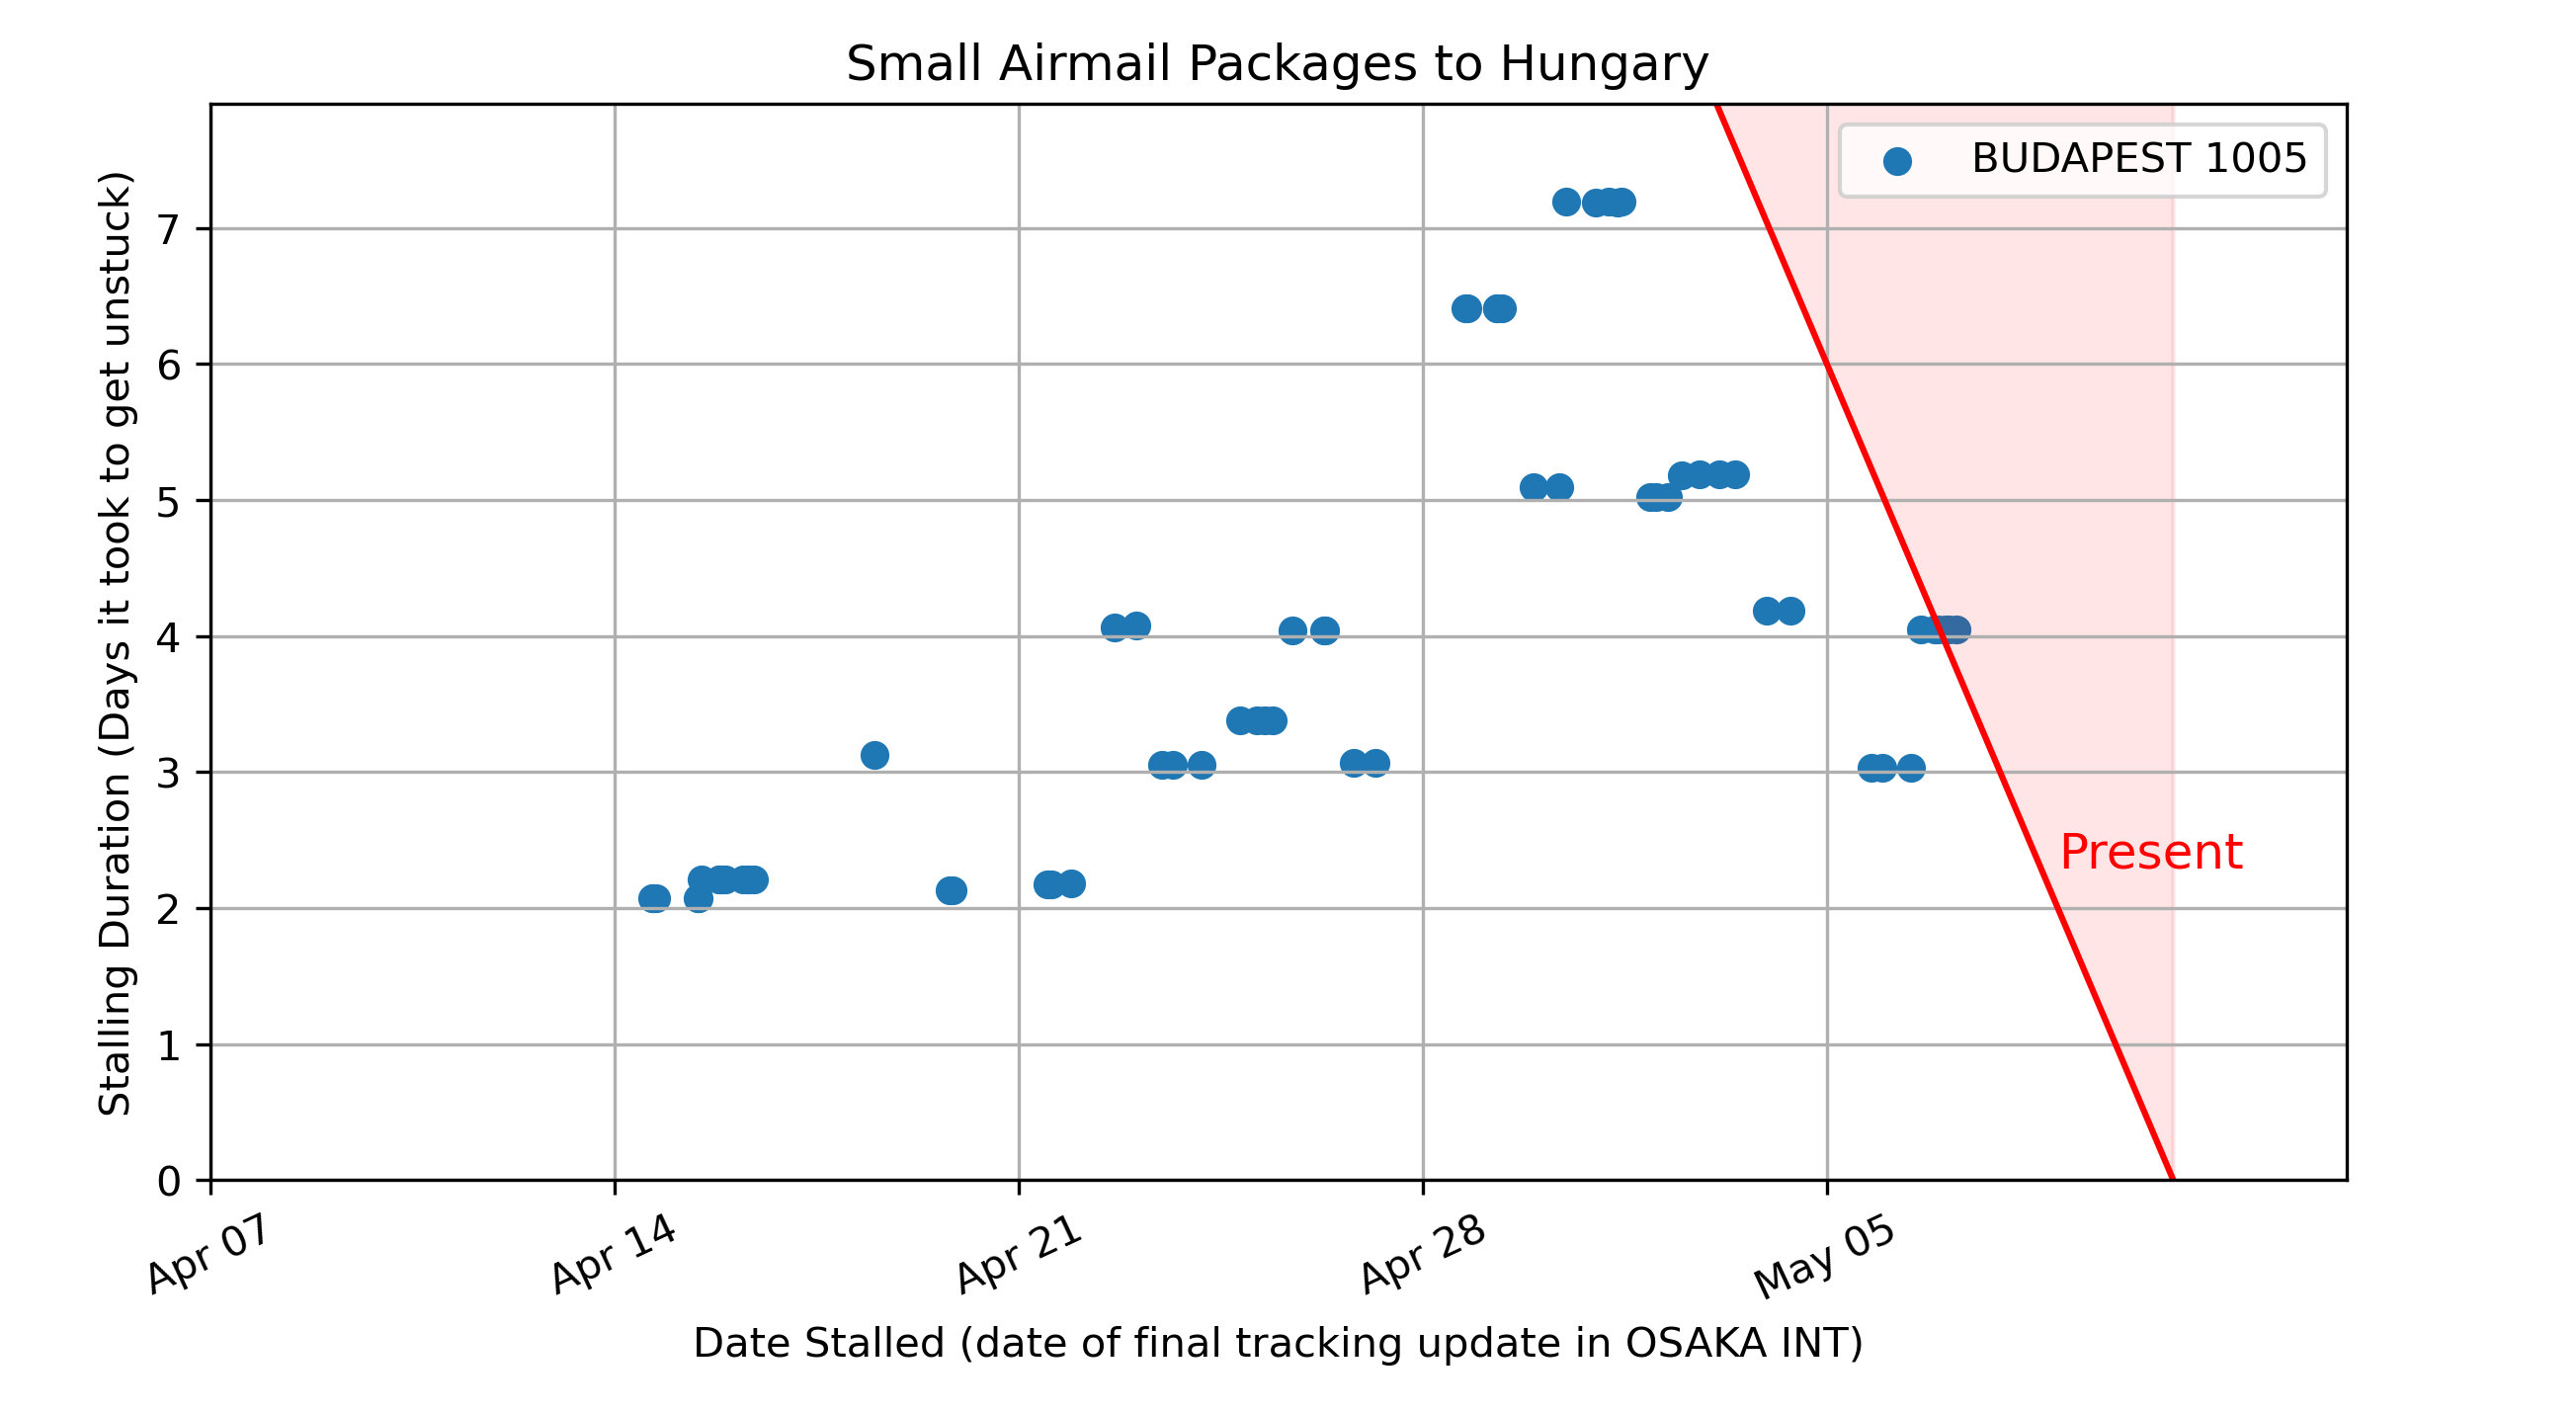 Small Airmail Packages to Hungary
BUDAPEST 1005
Stalling Duration (Days it took to get unstuck)
7
6
5
4
3
2
1
0
Present
Apr 07
Apr 14
Apr 21
Apr 28
May 05
Date Stalled (date of final tracking update in OSAKA INT)